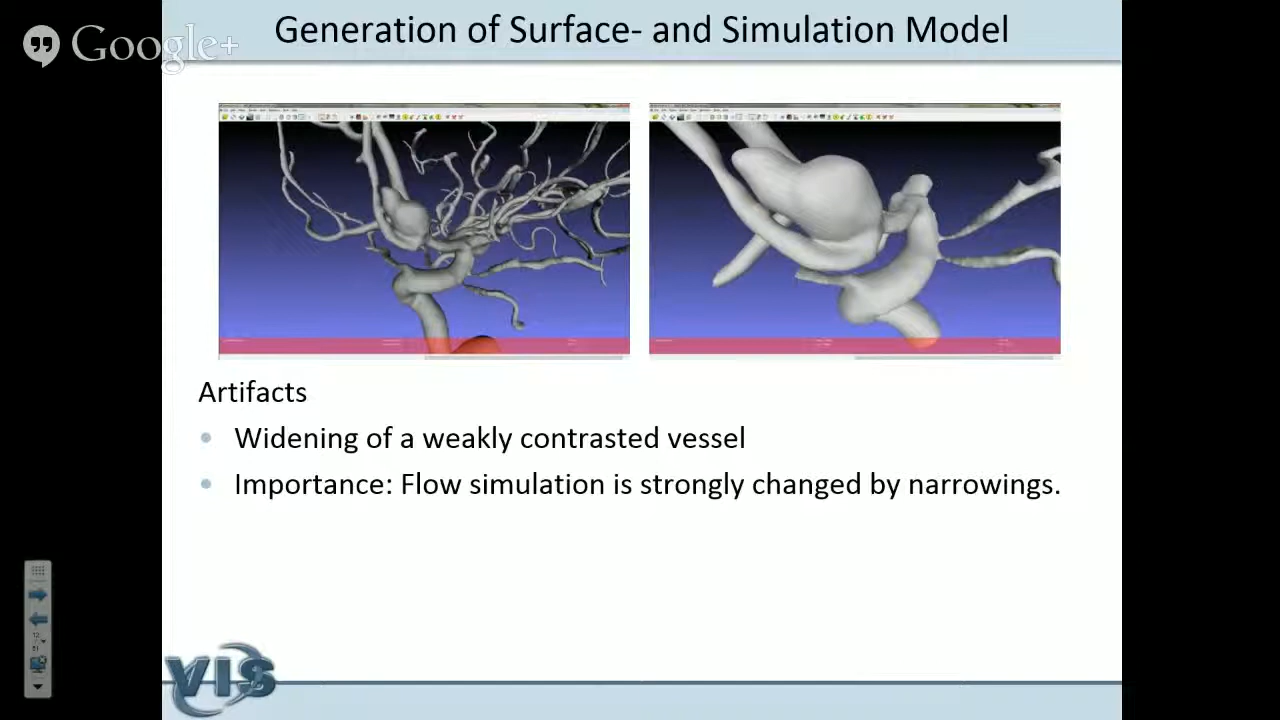 Google+
Generation of Surface- and Simulation Model
Artifacts
Widening of a weakly contrasted vessel
Importance: Flow simulation is strongly changed by narrowings.
12
VIS